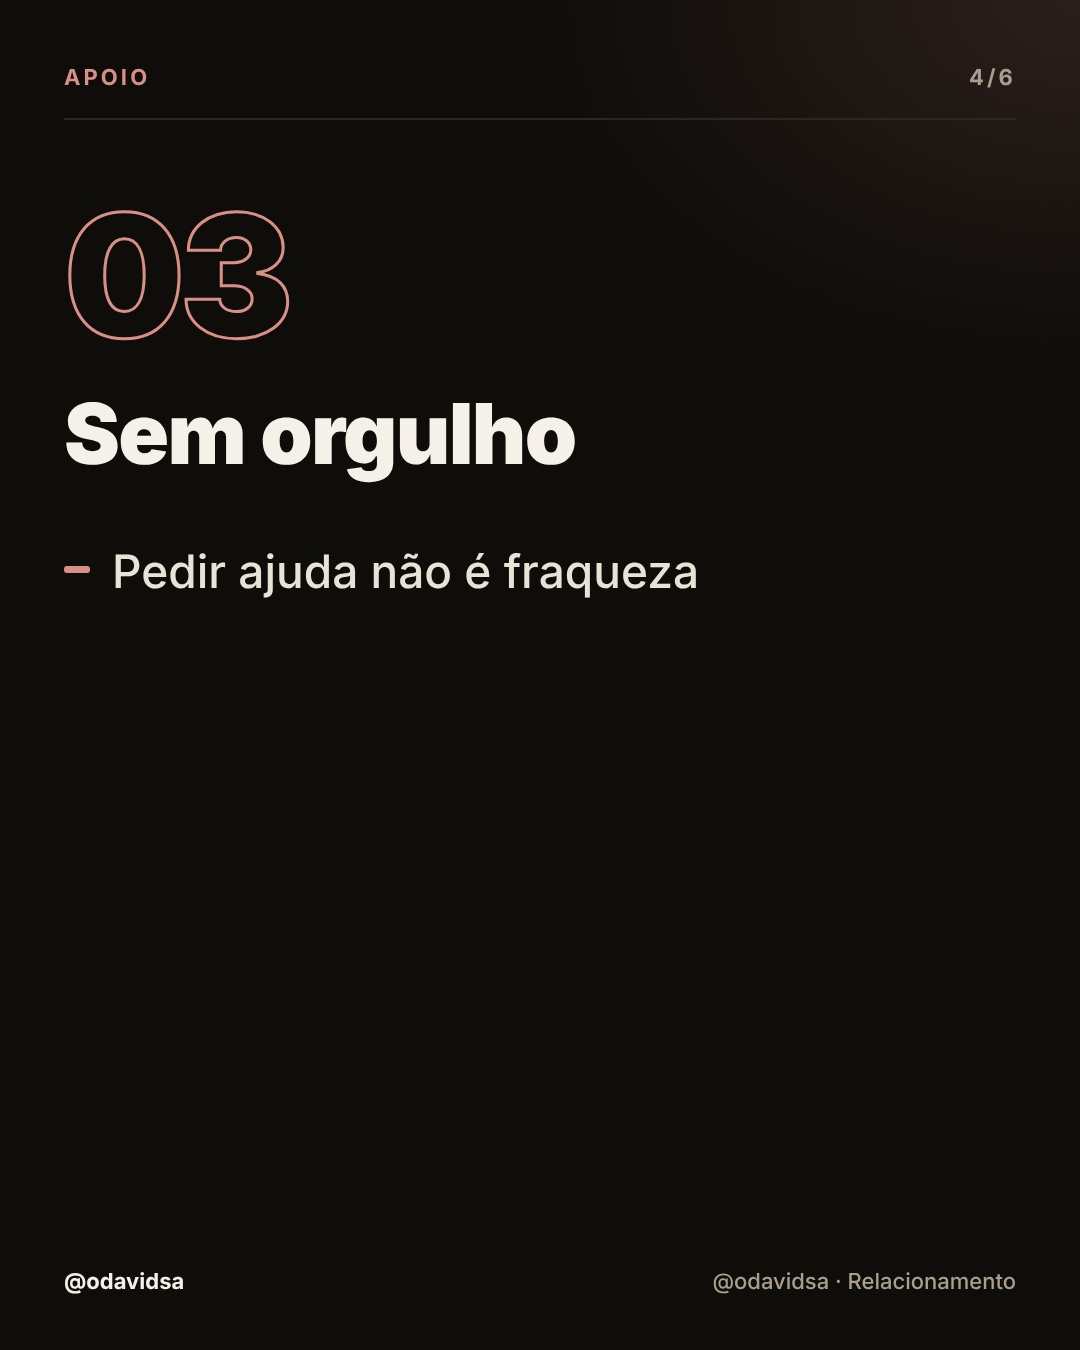 APOIO
4/6
03
Sem orgulho
Pedir ajuda não é fraqueza
@odavidsa
@odavidsa · Relacionamento